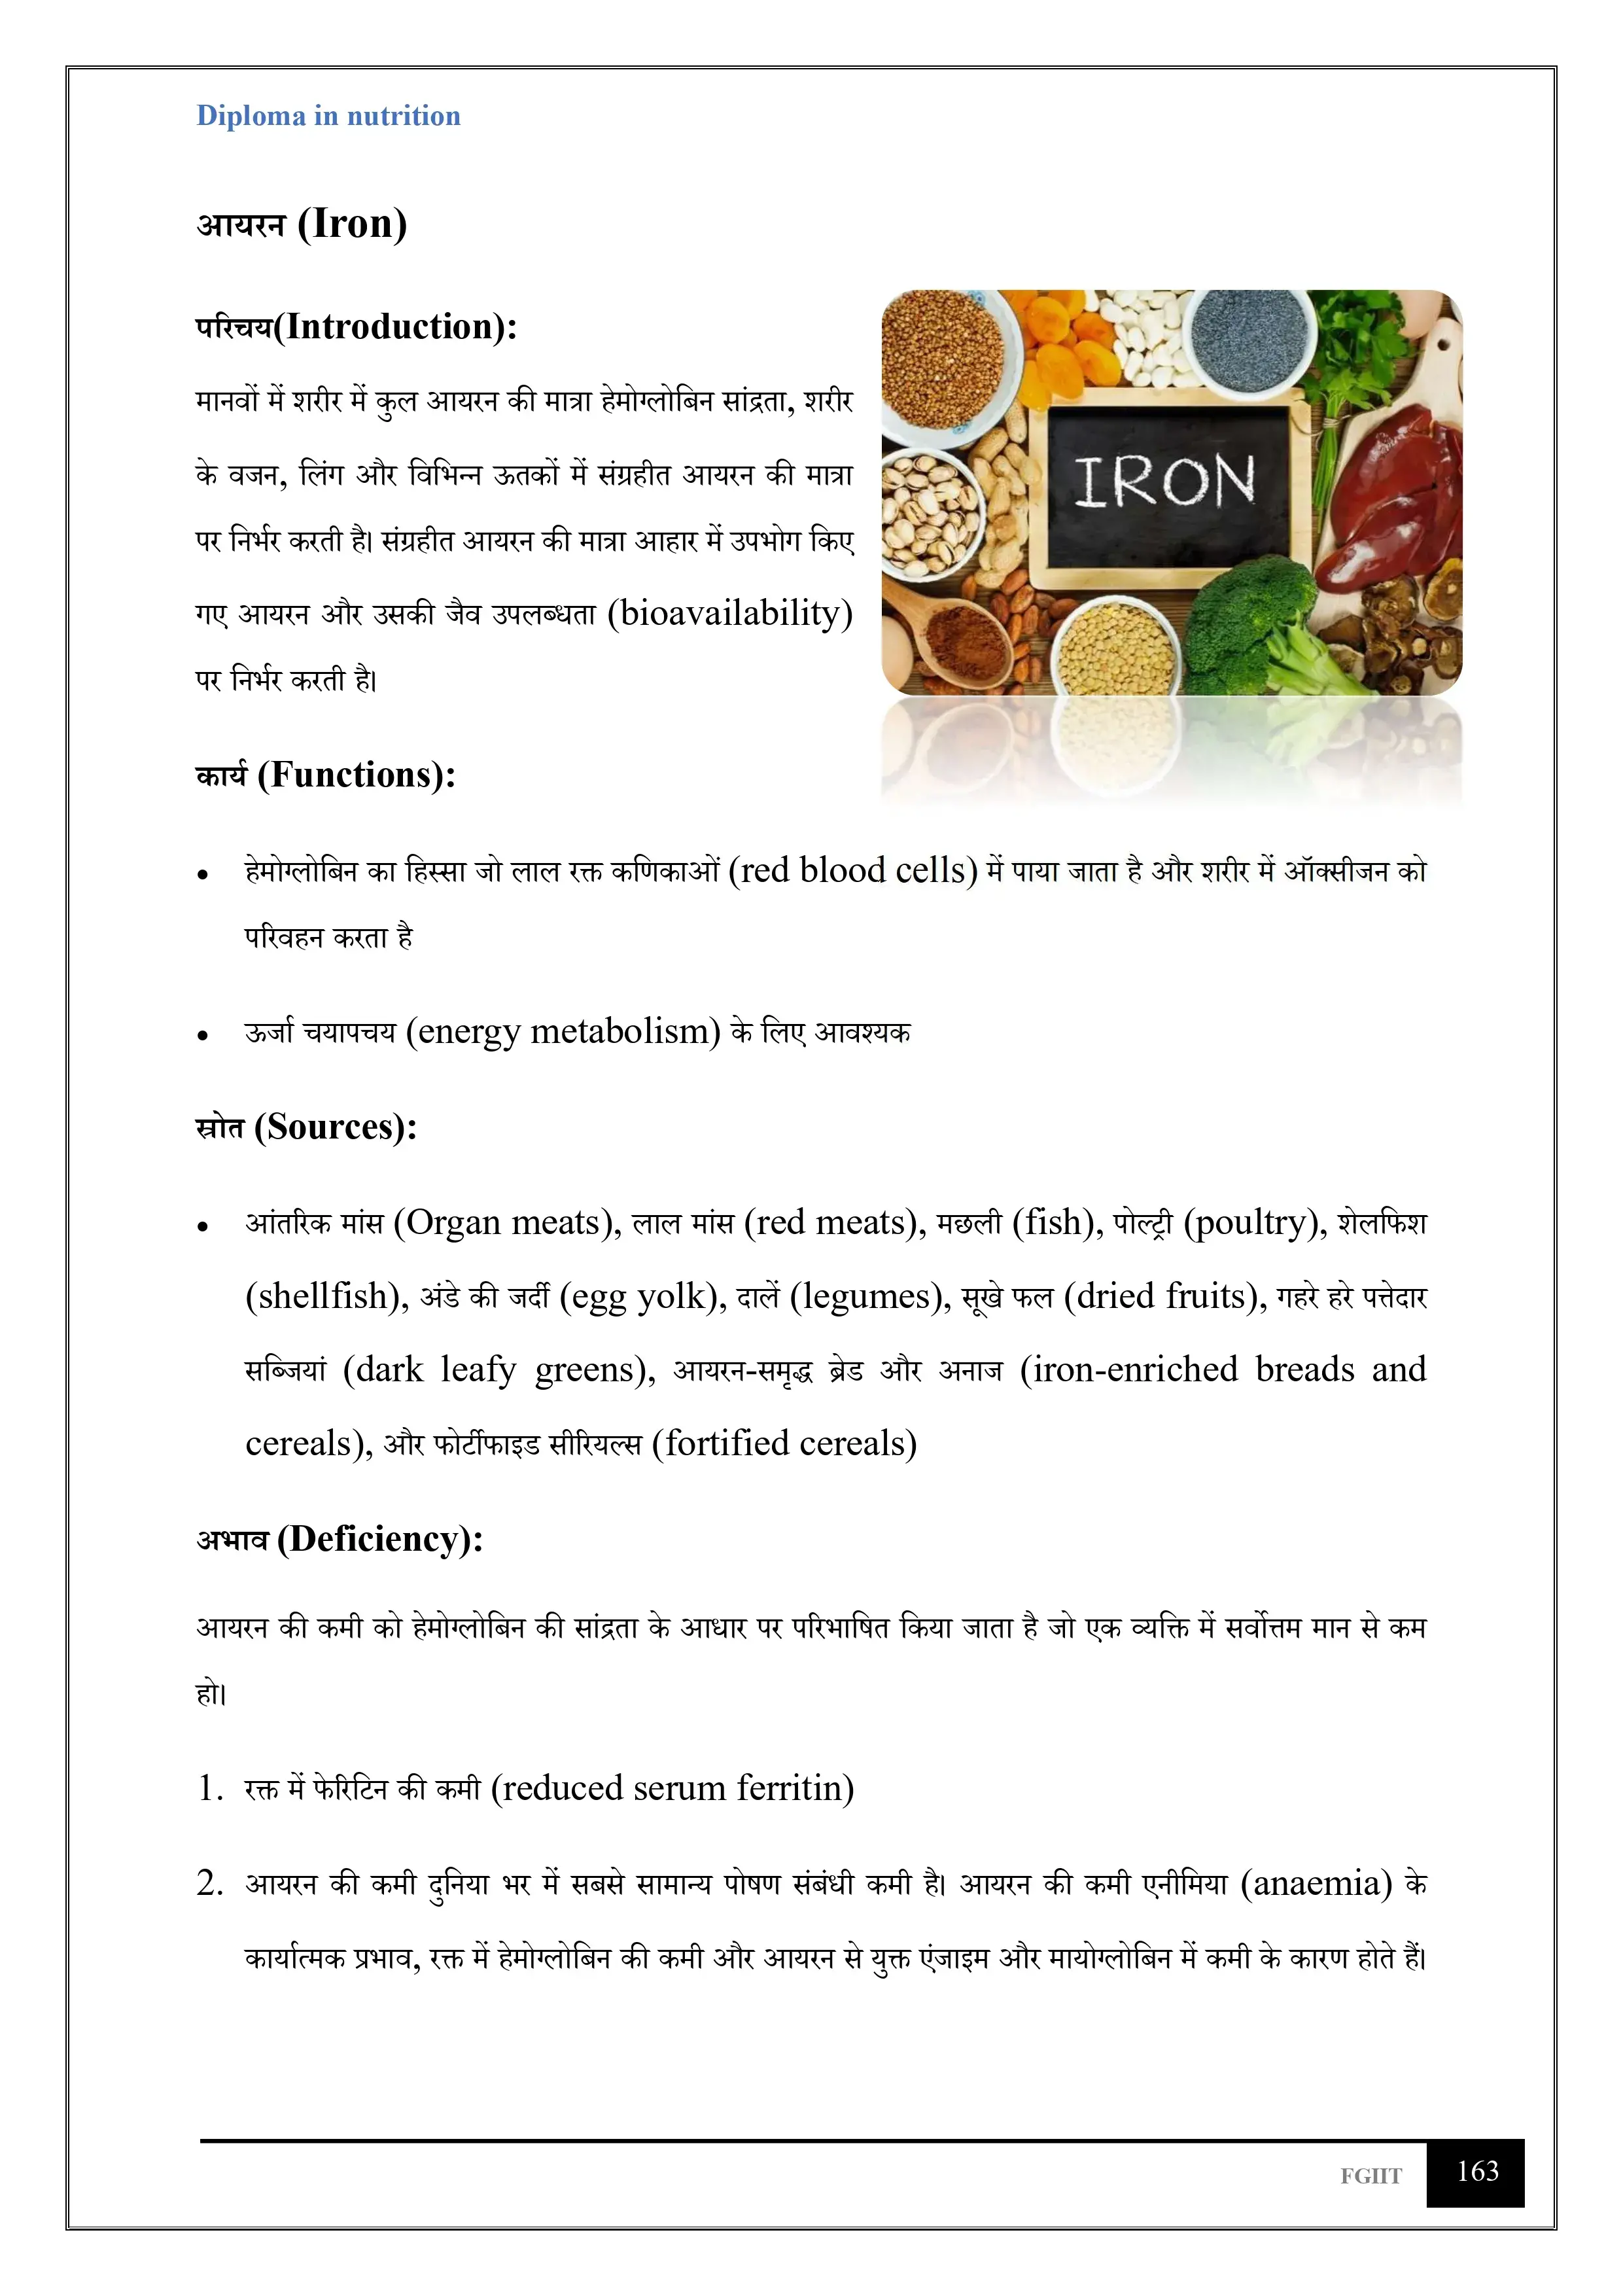 Diploma in nutrition
आयरन (Iron)
परिचय(Introduction):
मानवों में शरीर में कुल आयरन की मात्रा हेमोग्लोबिन सांद्रता, शरीर
के वजन, लिंग और विभिन्न ऊतकों में संग्रहीत आयरन की मात्रा
पर निर्भर करती है। संग्रहीत आयरन की मात्रा आहार में उपभोग किए
गए आयरन और उसकी जैव उपलब्धता (bioavailability)
पर निर्भर करती है।
IRON
कार्य (Functions):
• हेमोग्लोबिन का हिस्सा जो लाल रक्त कणिकाओं (red blood cells) में पाया जाता है और शरीर में ऑक्सीजन को
परिवहन करता है
• ऊर्जा चयापचय (energy metabolism) के लिए आवश्यक
स्रोत (Sources):
• आंतरिक मांस (Organ meats), लाल मांस (red meats), मछली (fish), पोल्ट्री (poultry), शेलफिश
(shellfish), अंडे की जर्दी (egg yolk), दालें (legumes), सूखे फल (dried fruits), गहरे हरे पत्तेदार
सब्जियां (dark leafy greens), आयरन-समृद्ध ब्रेड और अनाज (iron-enriched breads and
cereals), और फोर्टीफाइड सीरियल्स (fortified cereals)
अभाव (Deficiency):
आयरन की कमी को हेमोग्लोबिन की सांद्रता के आधार पर परिभाषित किया जाता है जो एक व्यक्ति में सर्वोत्तम मान से कम
हो।
1. रक्त में फेरिटिन की कमी (reduced serum ferritin)
2. आयरन की कमी दुनिया भर में सबसे सामान्य पोषण संबंधी कमी है। आयरन की कमी एनीमिया (anaemia) के
कार्यात्मक प्रभाव, रक्त में हेमोग्लोबिन की कमी और आयरन से युक्त एंजाइम और मायोग्लोबिन में कमी के कारण होते हैं।
FGIIT 163